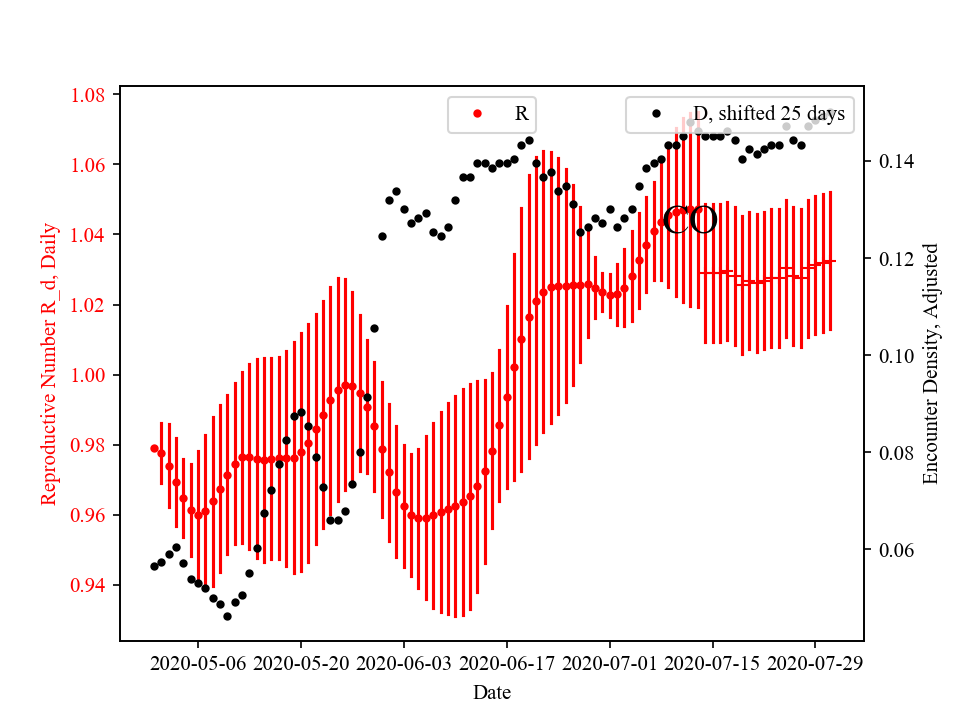 R
D, shifted 25 days
1.08
1.06
1.04
1.02
1.00
0.98
0.96
0.94
Reproductive Number R_d, Daily
CO
0.14
0.12
0.10
0.08
0.06
Encounter Density, Adjusted
2020-05-06 2020-05-20 2020-06-03 2020-06-17 2020-07-01 2020-07-15 2020-07-29
Date